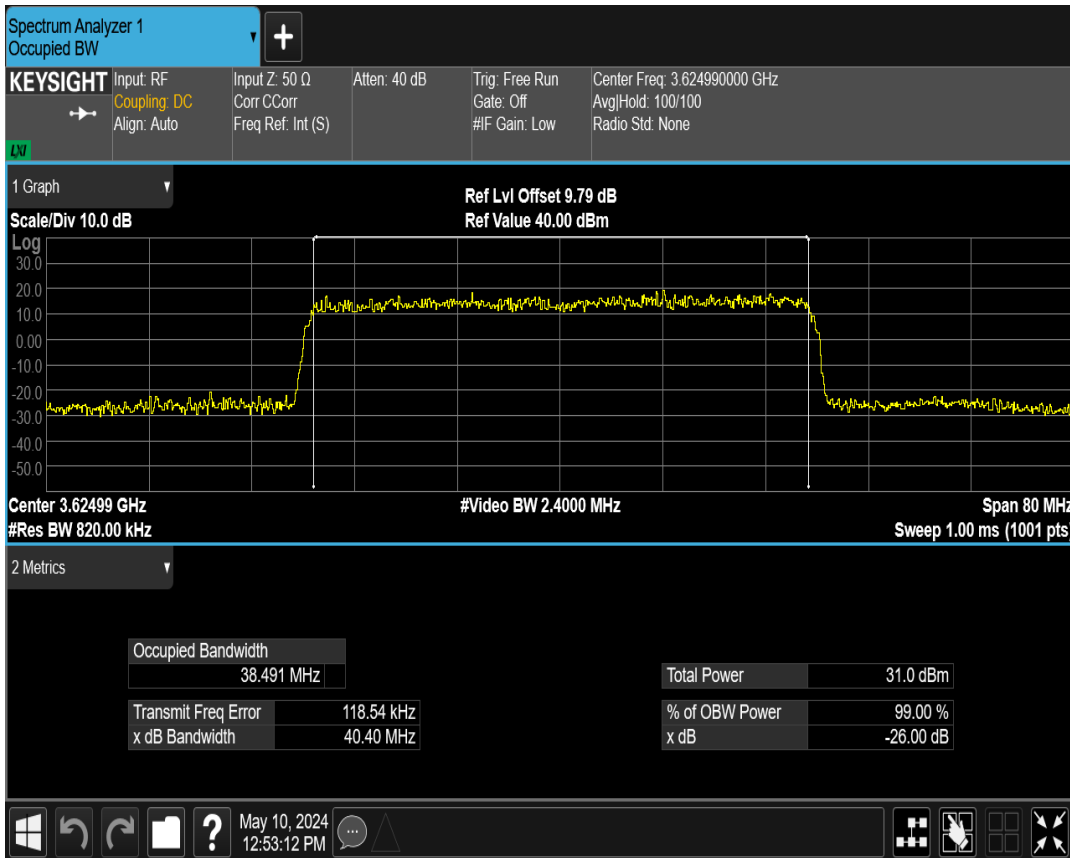 Spectrum Analyzer 1
Occupied BW
KEYSIGHT
LXI
Input: RF
Coupling: DC
Align: Auto
Input Z: 50 Ω
Corr CCorr
Freq Ref: Int (S)
Atten: 40 dB
Trig: Free Run
Gate: Off
#IF Gain: Low
Center Freq: 3.624990000 GHz
Avg|Hold: 100/100
Radio Std: None
1 Graph
Scale/Div 10.0 dB
Ref Lvl Offset 9.79 dB
Ref Value 40.00 dBm
Log
30.0
20.0
10.0
0.00
-10.0
-20.0
-30.0
-40.0
-50.0
Center 3.62499 GHz
#Res BW 820.00 kHz
#Video BW 2.4000 MHz
Span 80 MHz
Sweep 1.00 ms (1001 pts)
2 Metrics
Occupied Bandwidth
38.491 MHz
Transmit Freq Error 118.54 kHz
x dB Bandwidth 40.40 MHz
Total Power 31.0 dBm
% of OBW Power 99.00 %
x dB -26.00 dB
?
May 10, 2024
12:53:12 PM